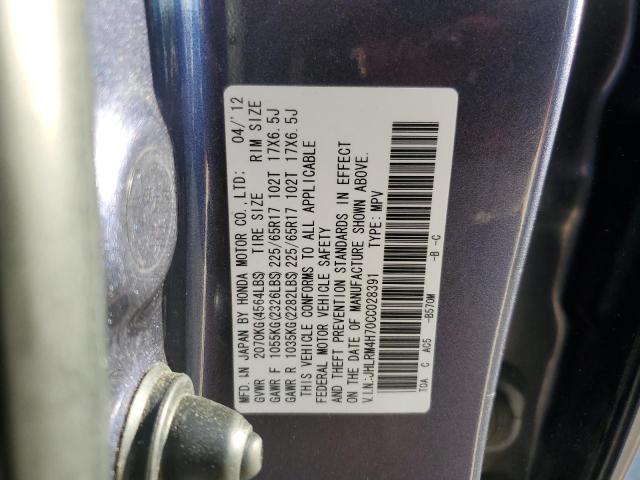 MFD. IN JAPAN BY HONDA MOTOR CO., LTD: 04/'12
GVWR 2070KG(4564LBS) TIRE SIZE RIM SIZE
GAWR F 1055KG(2326LBS) 225/65R17 102T 17X6.5J
GAWR R 1035KG(2282LBS) 225/65R17 102T 17X6.5J
THIS VEHICLE CONFORMS TO ALL APPLICABLE
FEDERAL MOTOR VEHICLE SAFETY
AND THEFT PREVENTION STANDARDS IN EFFECT
ON THE DATE OF MANUFACTURE SHOWN ABOVE.
V.I.N.:JHLRM4H70CC028391 TYPE: MPV
TOA C AC5 -B570M -B -C